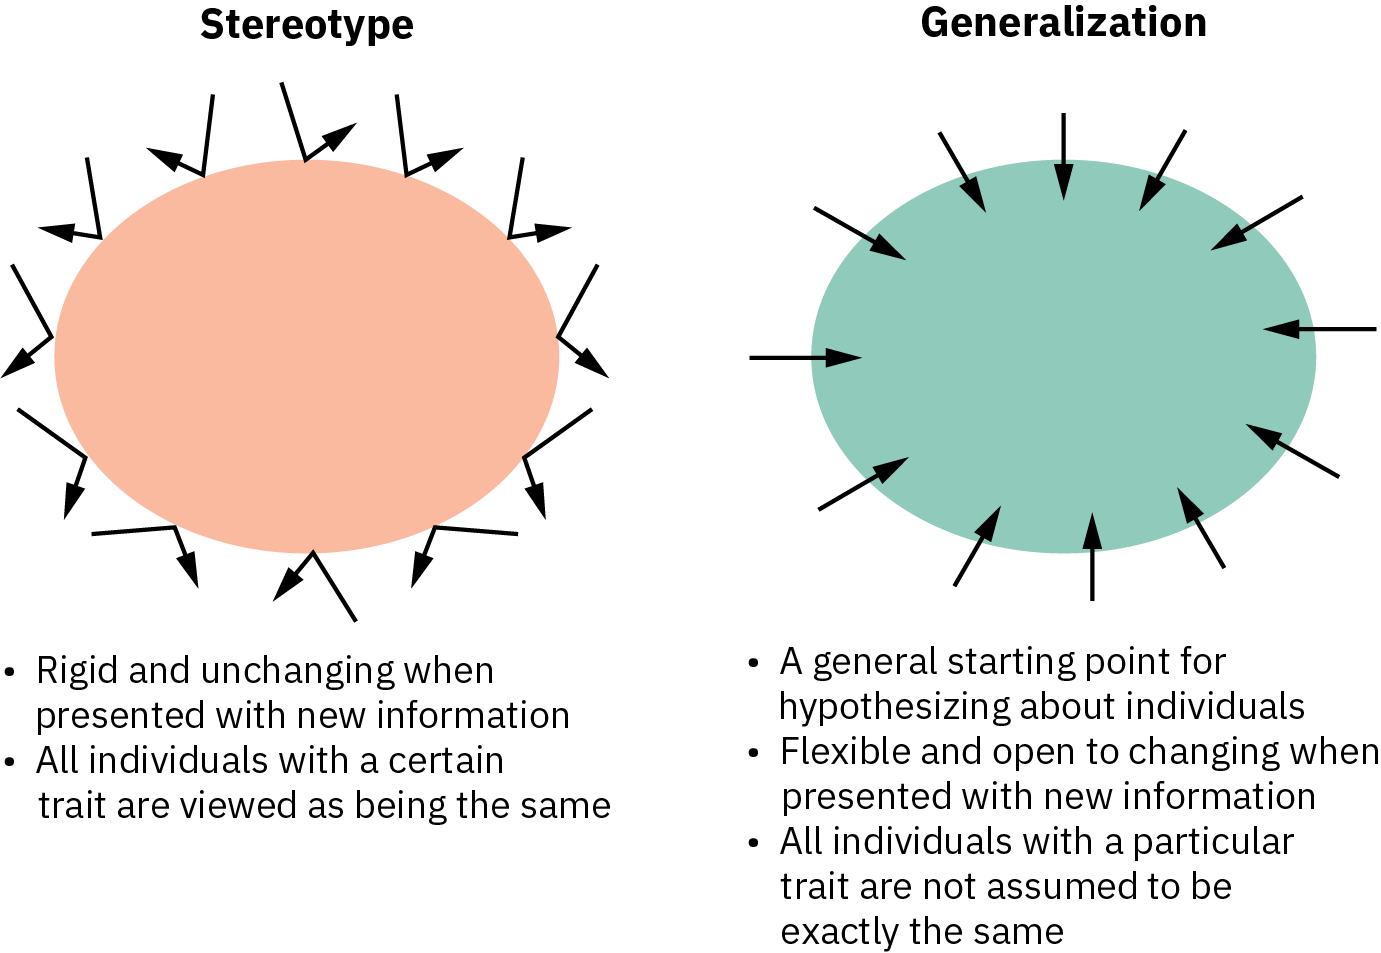 Stereotype
Generalization
• Rigid and unchanging when
presented with new information
• All individuals with a certain
trait are viewed as being the same
• A general starting point for
hypothesizing about individuals
• Flexible and open to changing when
presented with new information
• All individuals with a particular
trait are not assumed to be
exactly the same